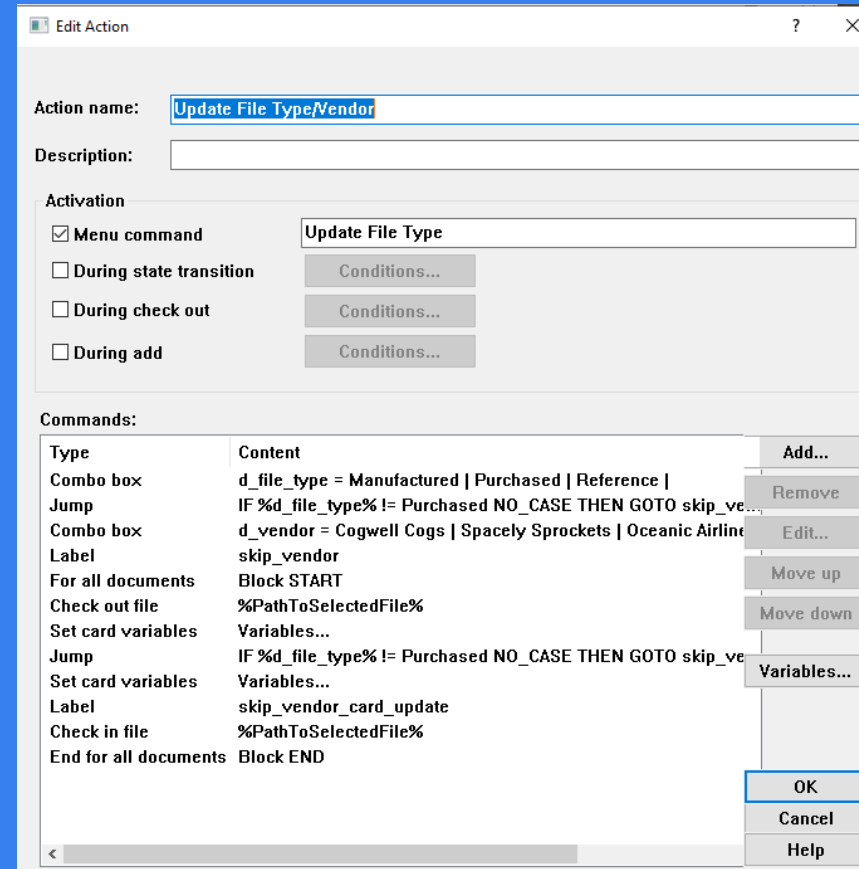 Edit Action ?
Action name: Update File Type/Vendor
Description:
Activation
Menu command Update File Type
During state transition Conditions...
During check out Conditions...
During add Conditions...
Commands:
Type Content Add...
Combo box d_file_type = Manufactured | Purchased | Reference |
Remove
Jump IF %d_file_type% != Purchased NO_CASE THEN GOTO skip_ve...
Combo box d_vendor = Cogwell Cogs | Spacely Sprockets | Oceanic Airline
Edit...
Label skip_vendor
For all documents Block START
Move up
Check out file %PathToSelectedFile%
Move down
Set card variables Variables...
Jump IF %d_file_type% != Purchased NO_CASE THEN GOTO skip_ve
Variables...
Set card variables Variables...
Label skip_vendor_card_update
Check in file %PathToSelectedFile%
End for all documents Block END
OK
Cancel
Help